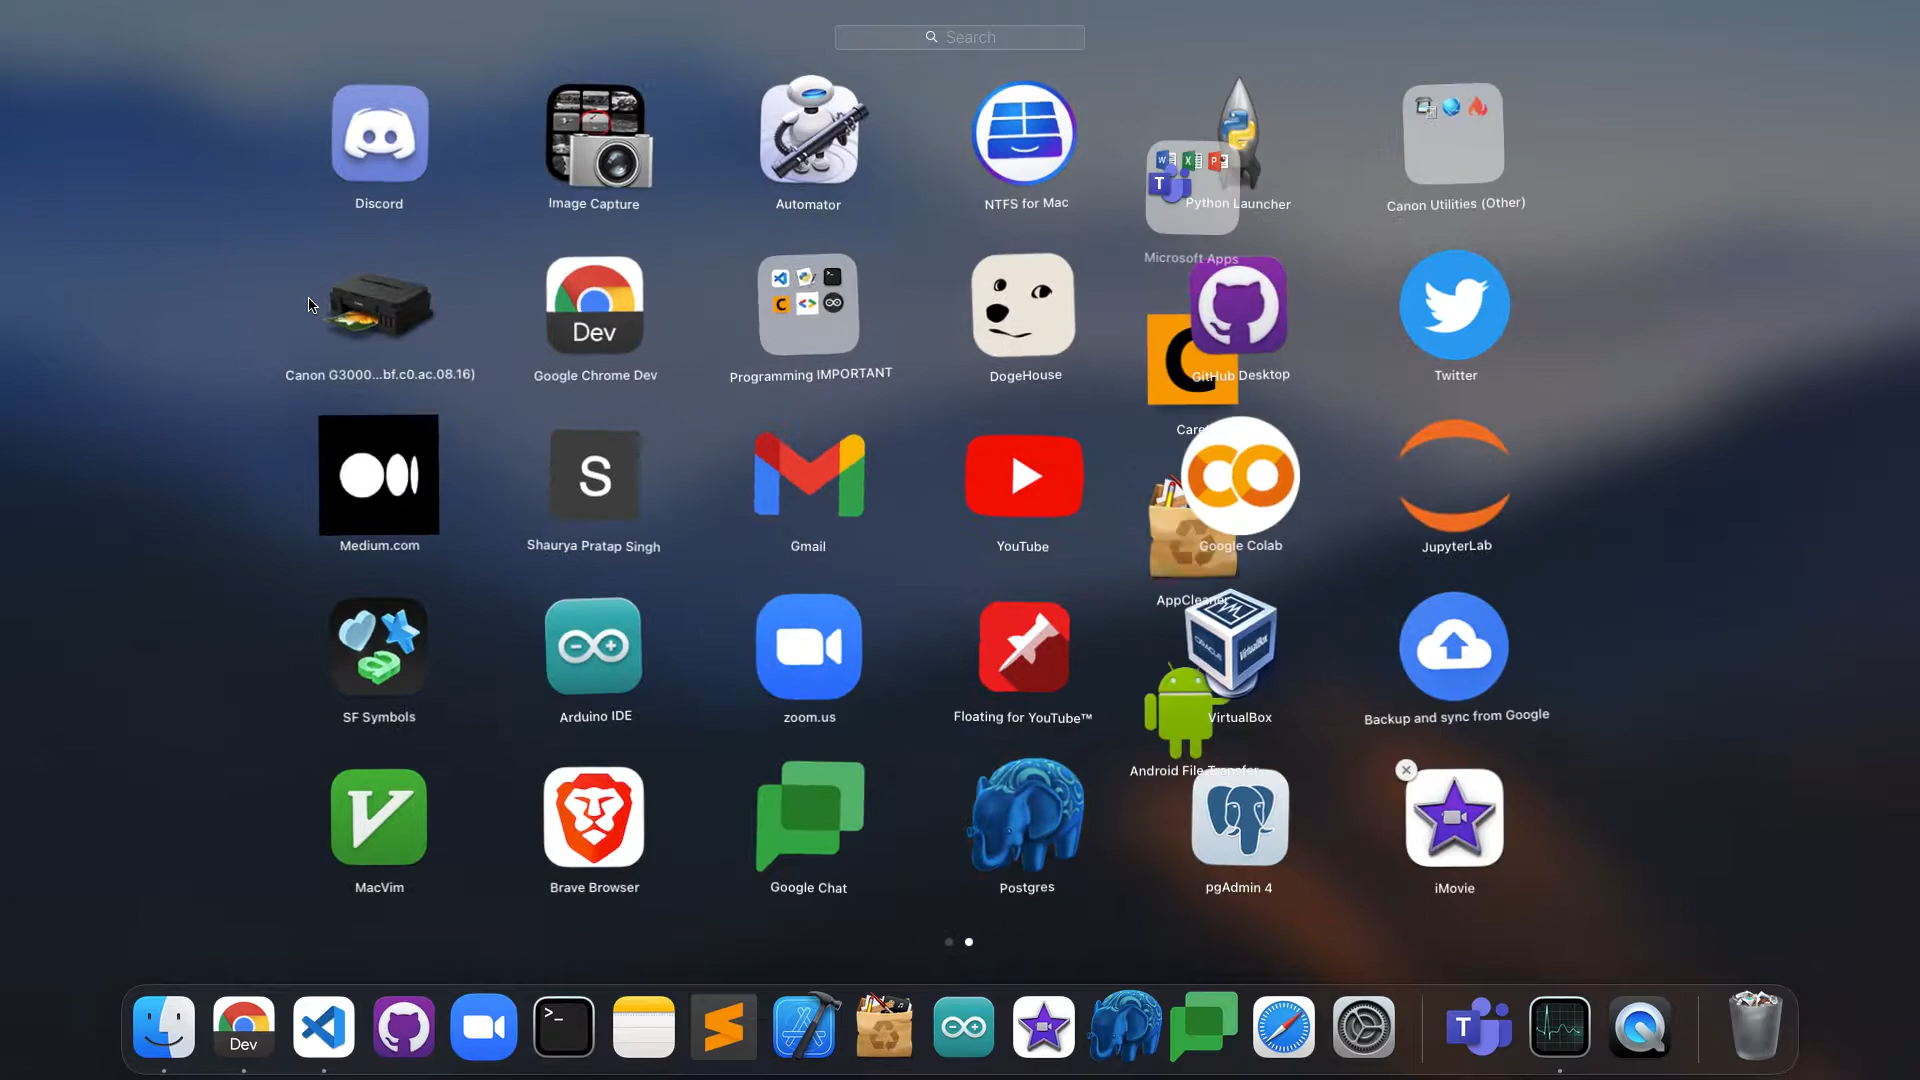 Search
Discord
Image Capture
Automator
NTFS for Mac
Python Launcher
Canon Utilities (Other)
Microsoft Apps
Canon G3000...bf.c0.ac.08.16)
Dev
Google Chrome Dev
Programming IMPORTANT
DogeHouse
GitHub Desktop
Twitter
Medium.com
S
Shaurya Pratap Singh
Gmail
YouTube
Google Colab
JupyterLab
AppCleaner
SF Symbols
Arduino IDE
zoom.us
Floating for YouTube™
VirtualBox
Backup and sync from Google
Android File Transfer
MacVim
Brave Browser
Google Chat
Postgres
pgAdmin 4
iMovie
Dev